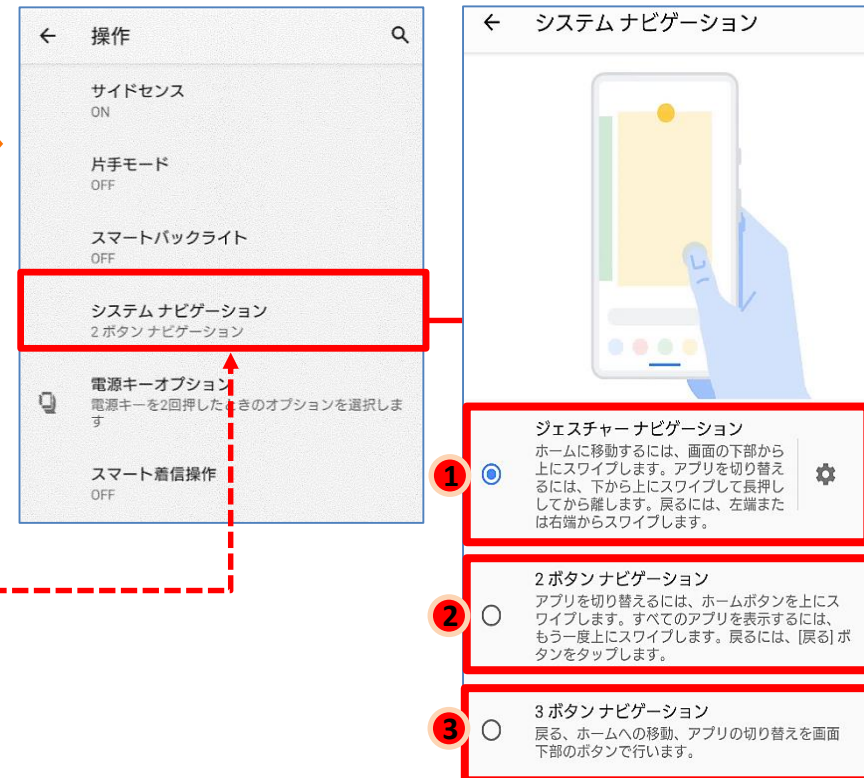 操作
サイドセンス
ON
片手モード
OFF
スマートバックライト
OFF
システム ナビゲーション
2 ボタン ナビゲーション
電源キーオプション
電源キーを2回押したときのオプションを選択しま
す
スマート着信操作
OFF
システム ナビゲーション
1
ジェスチャー ナビゲーション
ホームに移動するには、画面の下部から
上にスワイプします。アプリを切り替え
るには、下から上にスワイプして長押し
してから離します。戻るには、左端また
は右端からスワイプします。
2
2 ボタン ナビゲーション
アプリを切り替えるには、ホームボタンを上にス
ワイプします。すべてのアプリを表示するには、
もう一度上にスワイプします。戻るには、[戻る] ボ
タンをタップします。
3
3 ボタン ナビゲーション
戻る、ホームへの移動、アプリの切り替えを画面
下部のボタンで行います。